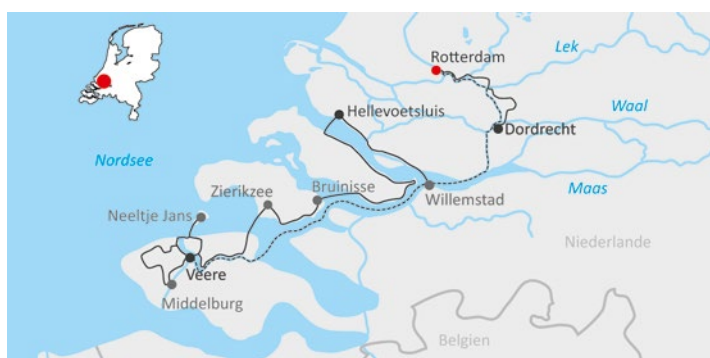 Rotterdam
Lek
Hellevoetsluis
Waal
Dordrecht
Nordsee
Zierikzee
Bruinisse
Willemstad
Maas
Neeltje Jans
Niederlande
Veere
Middelburg
Belgien